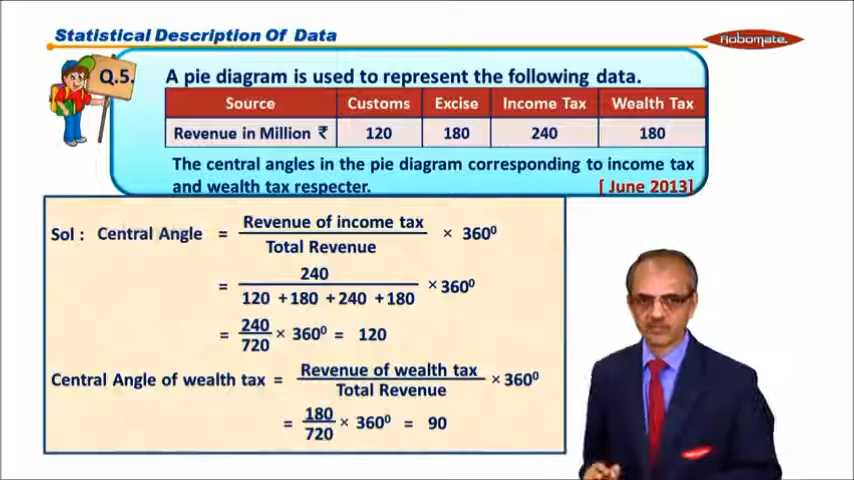 Statistical Description Of Data
Robomate.
Q.5.
A pie diagram is used to represent the following data.
Source Customs Excise Income Tax Wealth Tax
Revenue in Million ₹ 120 180 240 180
The central angles in the pie diagram corresponding to income tax
and wealth tax respecter.
[ June 2013]
Sol : Central Angle = Revenue of income tax / Total Revenue × 360⁰
= 240 / 120 +180 +240 +180 × 360⁰
= 240 / 720 × 360⁰ = 120
Central Angle of wealth tax = Revenue of wealth tax / Total Revenue × 360⁰
= 180 / 720 × 360⁰ = 90